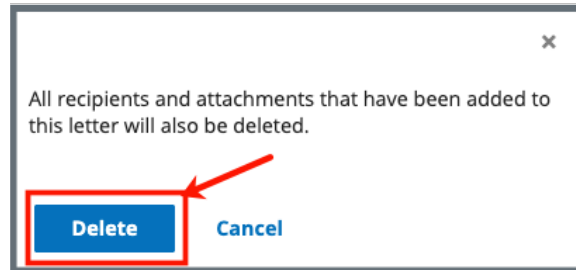 ×
All recipients and attachments that have been added to
this letter will also be deleted.
Delete Cancel